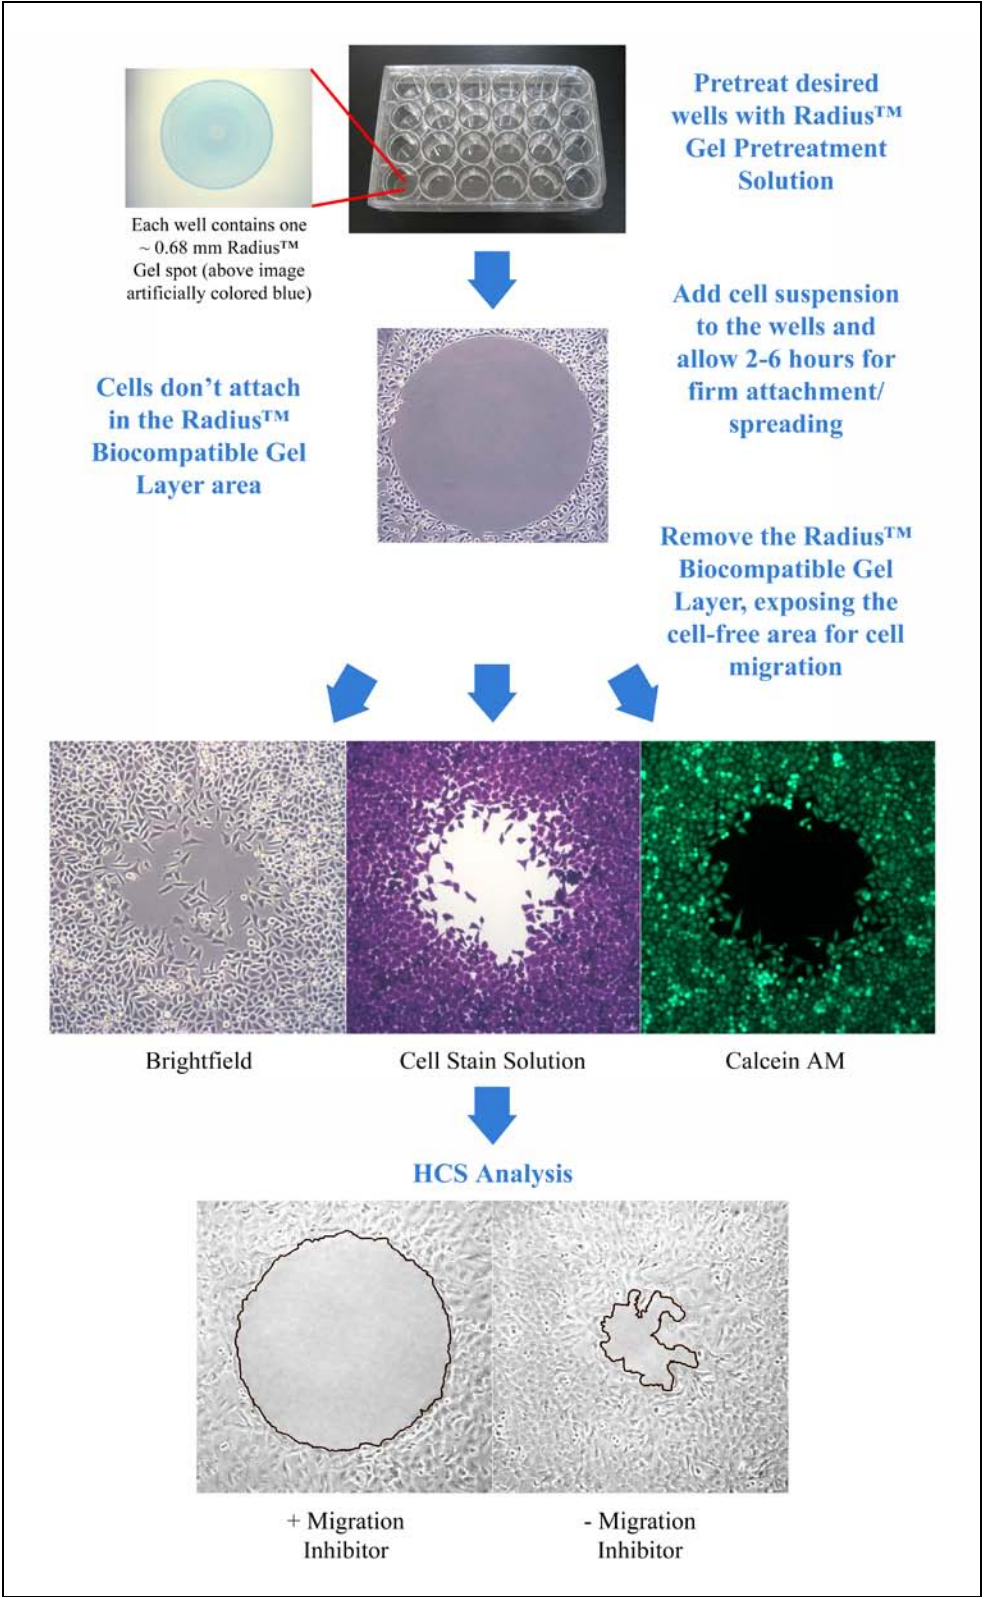 Pretreat desired
wells with Radius™
Gel Pretreatment
Solution
Each well contains one
~ 0.68 mm Radius™
Gel spot (above image
artificially colored blue)
Add cell suspension
to the wells and
allow 2-6 hours for
firm attachment/
spreading
Cells don’t attach
in the Radius™
Biocompatible Gel
Layer area
Remove the Radius™
Biocompatible Gel
Layer, exposing the
cell-free area for cell
migration
Brightfield
Cell Stain Solution
Calcein AM
HCS Analysis
+ Migration
Inhibitor
- Migration
Inhibitor